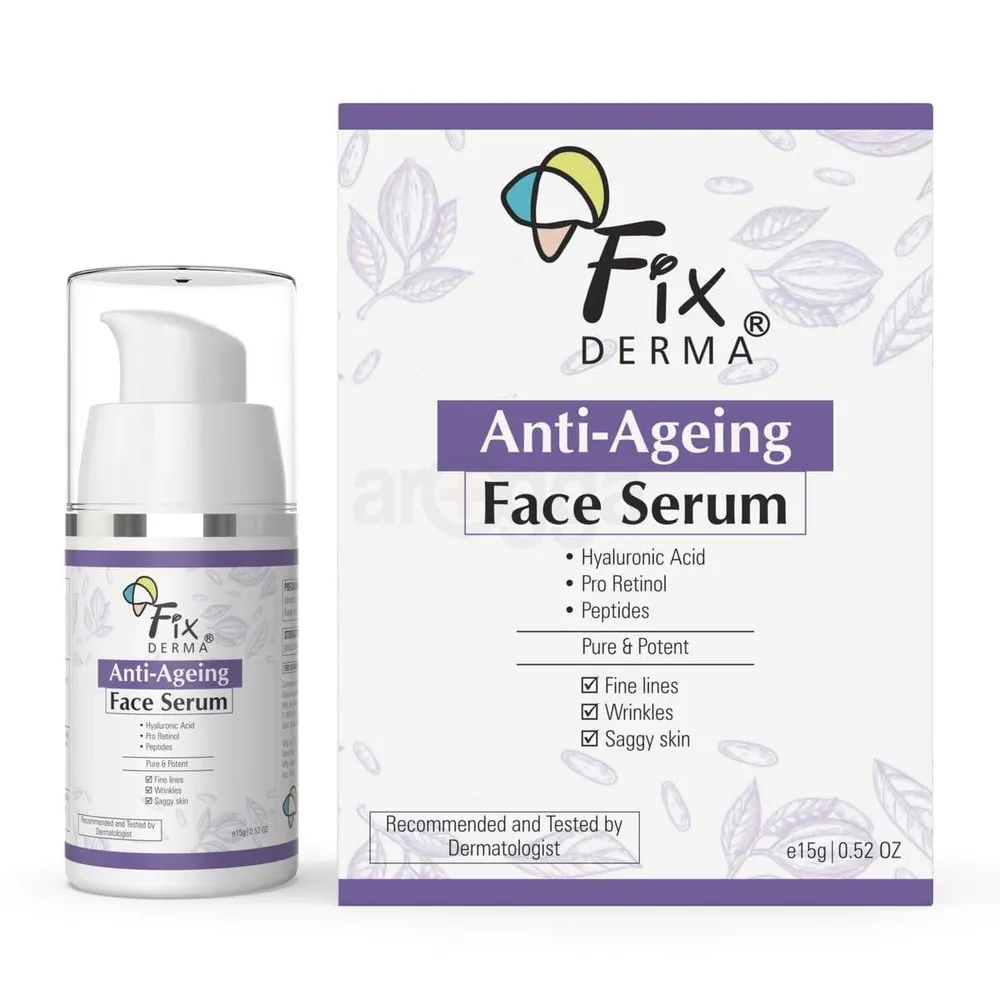 Fix
DERMA®
Anti-Ageing
Face Serum
• Hyaluronic Acid
• Pro Retinol
• Peptides
Pure & Potent
☑ Fine lines
☑ Wrinkles
☑ Saggy skin
Recommended and Tested by
Dermatologist
e15g|0.52 OZ
arogga
Fix
DERMA®
Anti-Ageing
Face Serum
• Hyaluronic Acid
• Pro Retinol
• Peptides
Pure & Potent
☑ Fine lines
☑ Wrinkles
☑ Saggy skin
Recommended and Tested by
Dermatologist
e15g|0.52 OZ